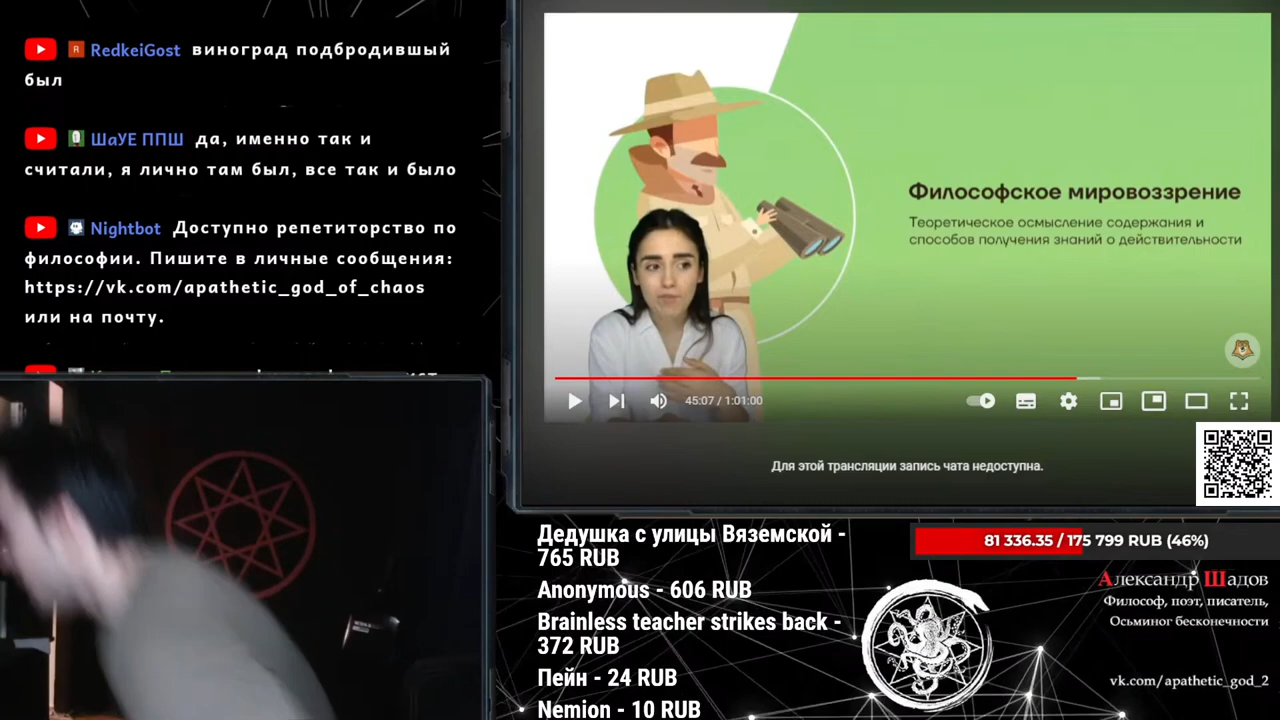 RedkeiGost виноград подбродивший
был
ШаУЕ ППШ да, именно так и
считали, я лично там был, все так и было
Nightbot Доступно репетиторство по
философии. Пишите в личные сообщения:
https://vk.com/apathetic_god_of_chaos
или на почту.
Философское мировоззрение
Теоретическое осмысление содержания и
способов получения знаний о действительности
45:07 / 1:01:00
Для этой трансляции запись чата недоступна.
Дедушка с улицы Вяземской -
765 RUB
Anonymous - 606 RUB
Brainless teacher strikes back -
372 RUB
Пейн - 24 RUB
Nemion - 10 RUB
81 336.35 / 175 799 RUB (46%)
Александр Шадов
Философ, поэт, писатель,
Осьминог бесконечности
vk.com/apathetic_god_2